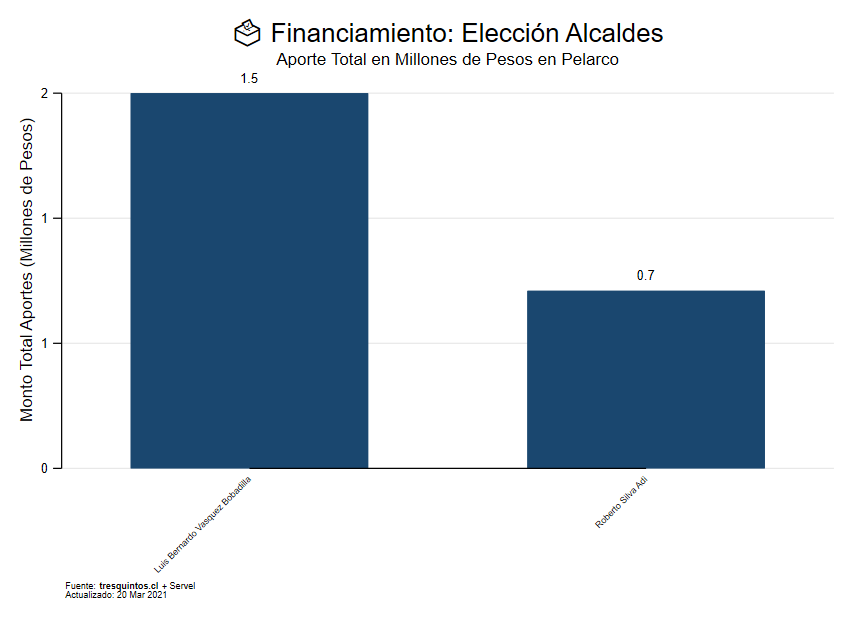 Financiamiento: Elección Alcaldes
Aporte Total en Millones de Pesos en Pelarco
Monto Total Aportes (Millones de Pesos)
2
1
1
0
1.5
0.7
Luis Bernardo Vasquez Bobadilla
Roberto Silva Adi
Fuente: tresquintos.cl + Servel
Actualizado: 20 Mar 2021